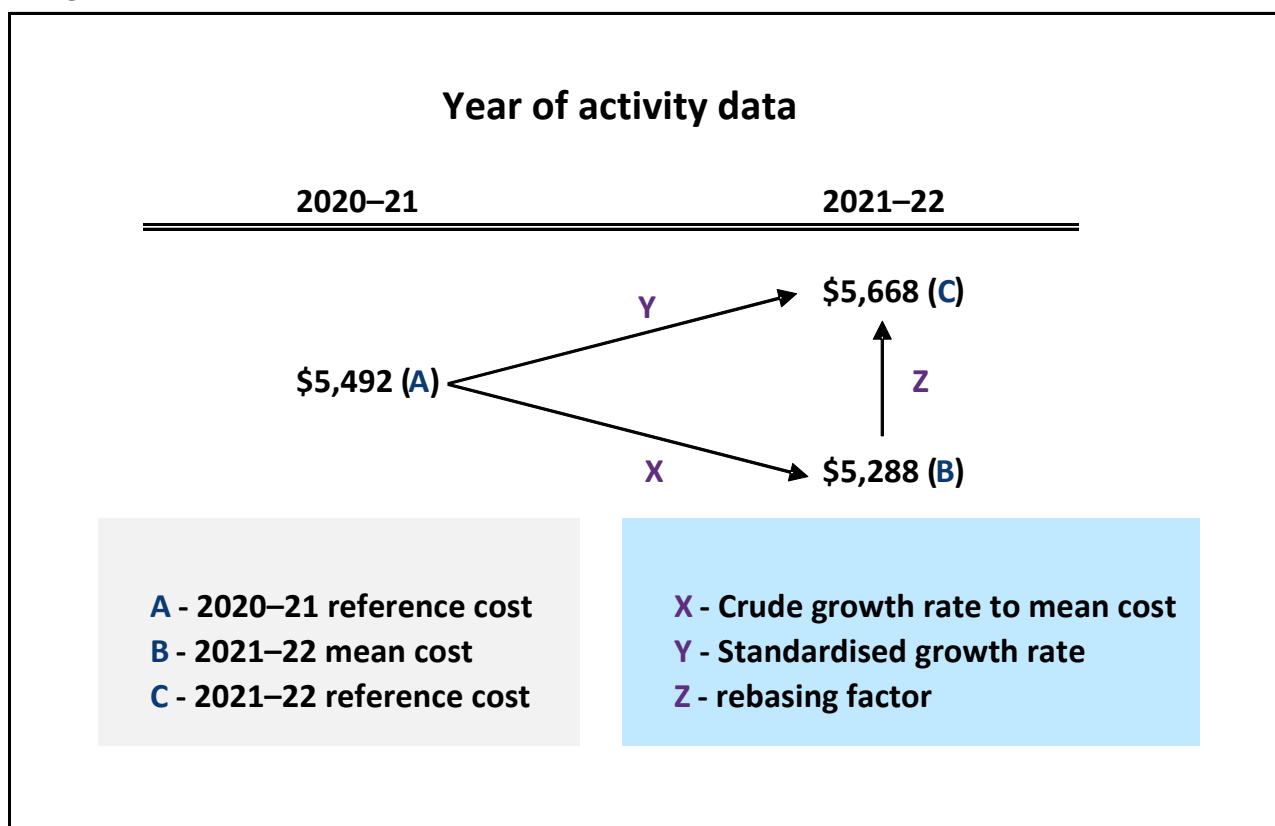 Year of activity data
2020–21 2021–22
$5,668 (C)
Y
$5,492 (A)
Z
X
$5,288 (B)
A - 2020–21 reference cost
B - 2021–22 mean cost
C - 2021–22 reference cost
X - Crude growth rate to mean cost
Y - Standardised growth rate
Z - rebasing factor